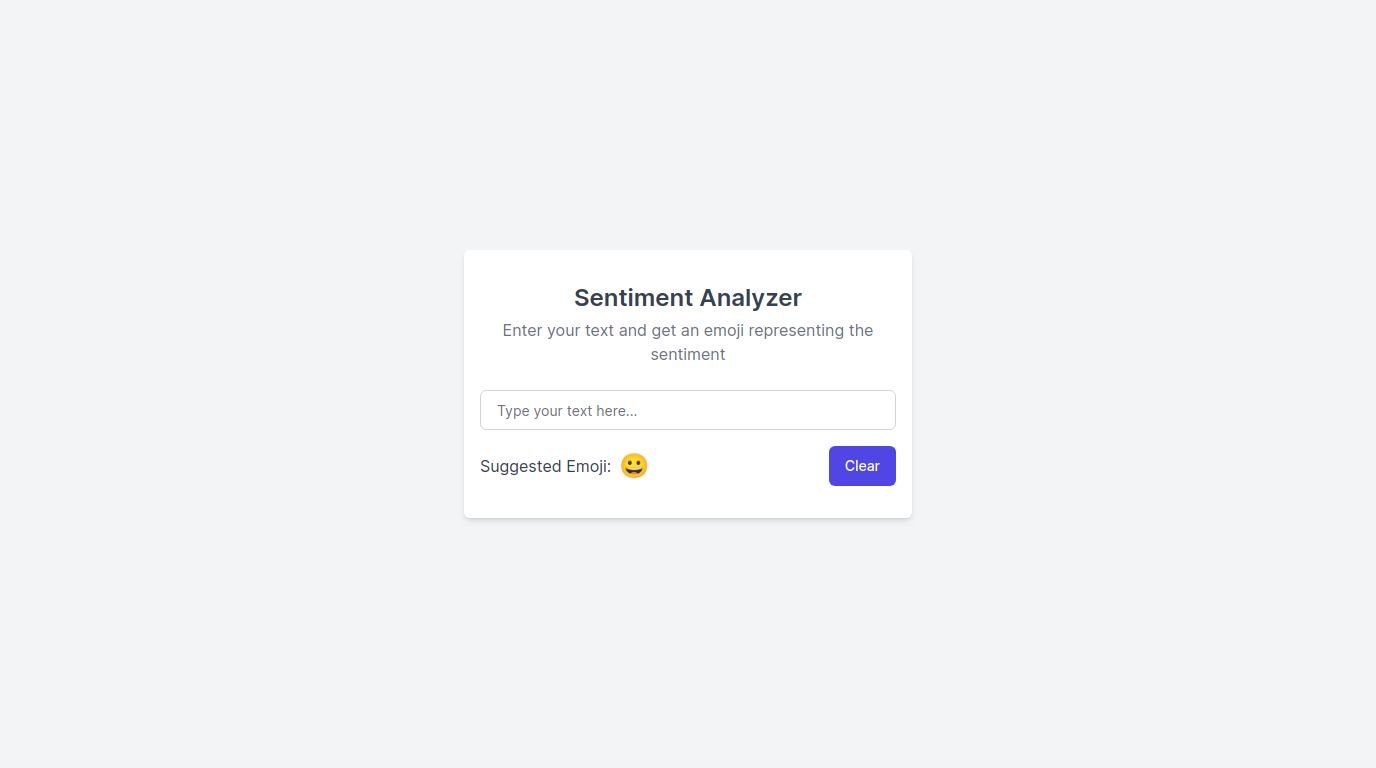 Sentiment Analyzer
Enter your text and get an emoji representing the
sentiment
Type your text here...
Suggested Emoji: 😀
Clear